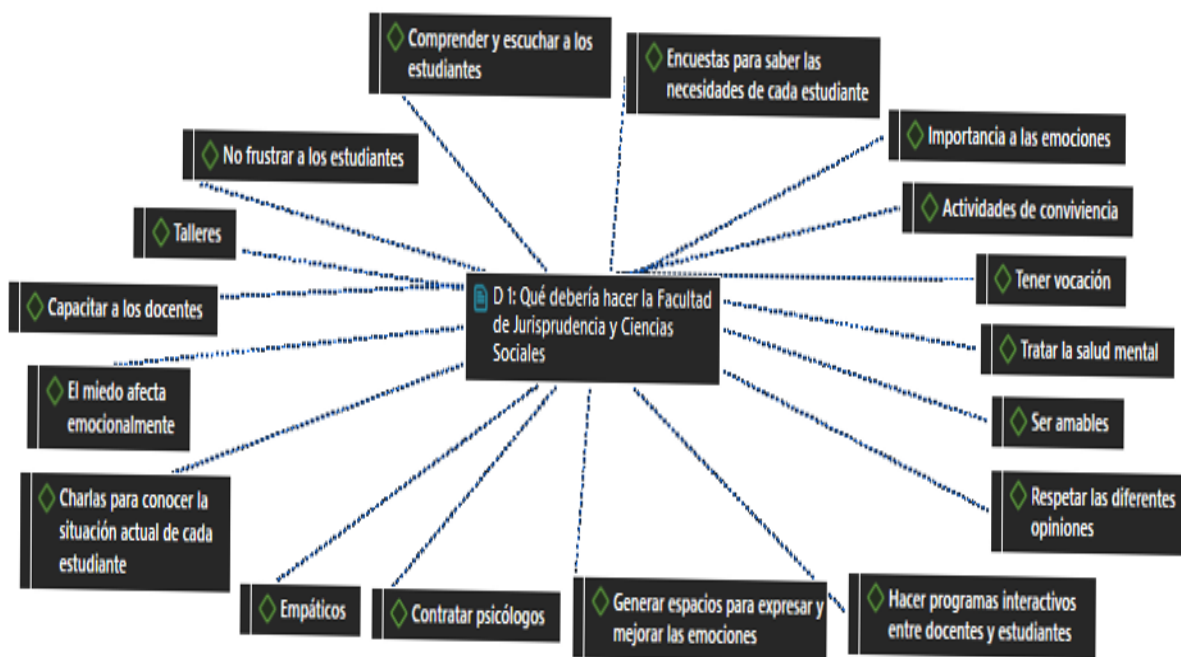 Comprender y escuchar a los
estudiantes
Encuestas para saber las
necesidades de cada estudiante
Importancia a las emociones
No frustrar a los estudiantes
Actividades de conviviencia
Talleres
Tener vocación
Capacitar a los docentes
D 1: Qué debería hacer la Facultad
de Jurisprudencia y Ciencias
Sociales
Tratar la salud mental
El miedo afecta
emocionalmente
Ser amables
Charlas para conocer la
situación actual de cada
estudiante
Respetar las diferentes
opiniones
Empáticos
Contratar psicólogos
Generar espacios para expresar y
mejorar las emociones
Hacer programas interactivos
entre docentes y estudiantes